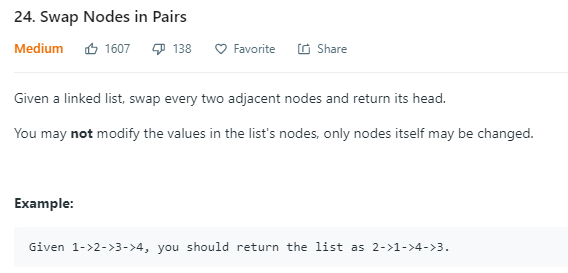 24. Swap Nodes in Pairs
Medium 1607 138 Favorite Share
Given a linked list, swap every two adjacent nodes and return its head.
You may not modify the values in the list's nodes, only nodes itself may be changed.
Example:
Given 1->2->3->4, you should return the list as 2->1->4->3.